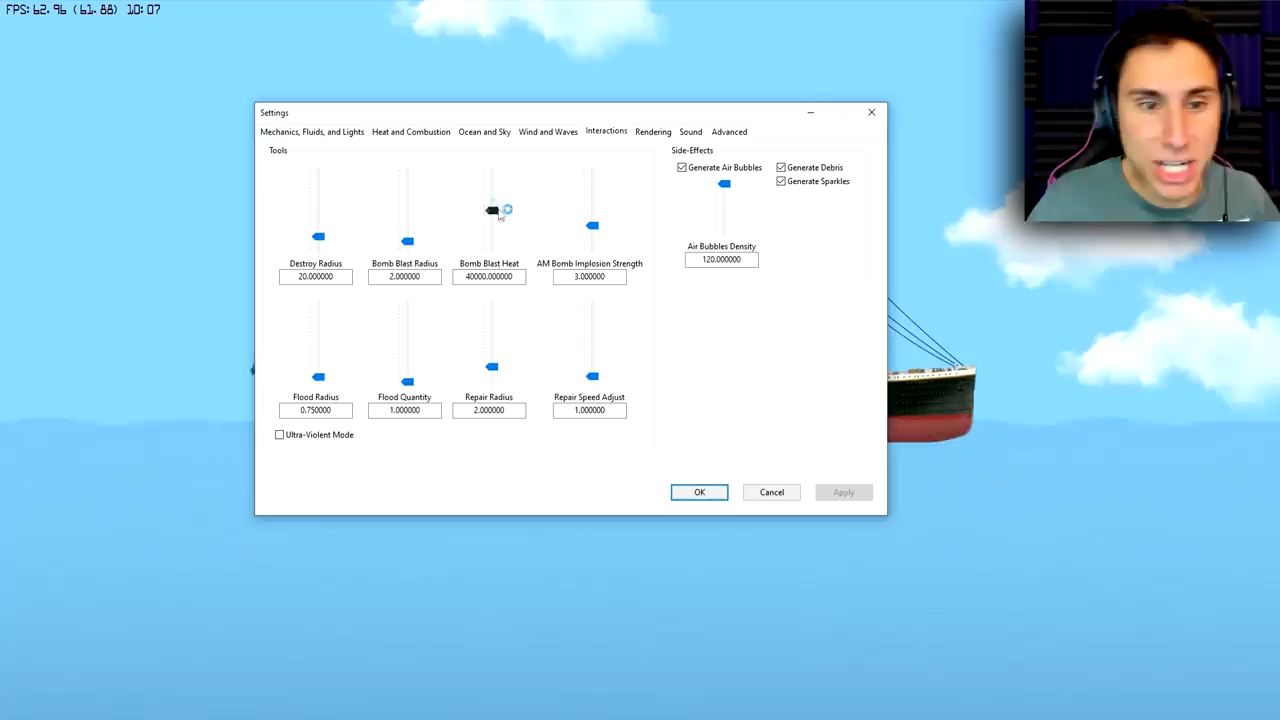 FPS: 62.96 (61.88) 10:07
Settings
Mechanics, Fluids, and Lights Heat and Combustion Ocean and Sky Wind and Waves Interactions Rendering Sound Advanced
Tools
Side-Effects
Generate Air Bubbles Generate Debris
Generate Sparkles
Air Bubbles Density
120.000000
Destroy Radius Bomb Blast Radius Bomb Blast Heat AM Bomb Implosion Strength
20.000000 2.000000 40000.000000 3.000000
Flood Radius Flood Quantity Repair Radius Repair Speed Adjust
0.750000 1.000000 2.000000 1.000000
Ultra-Violent Mode
OK Cancel Apply